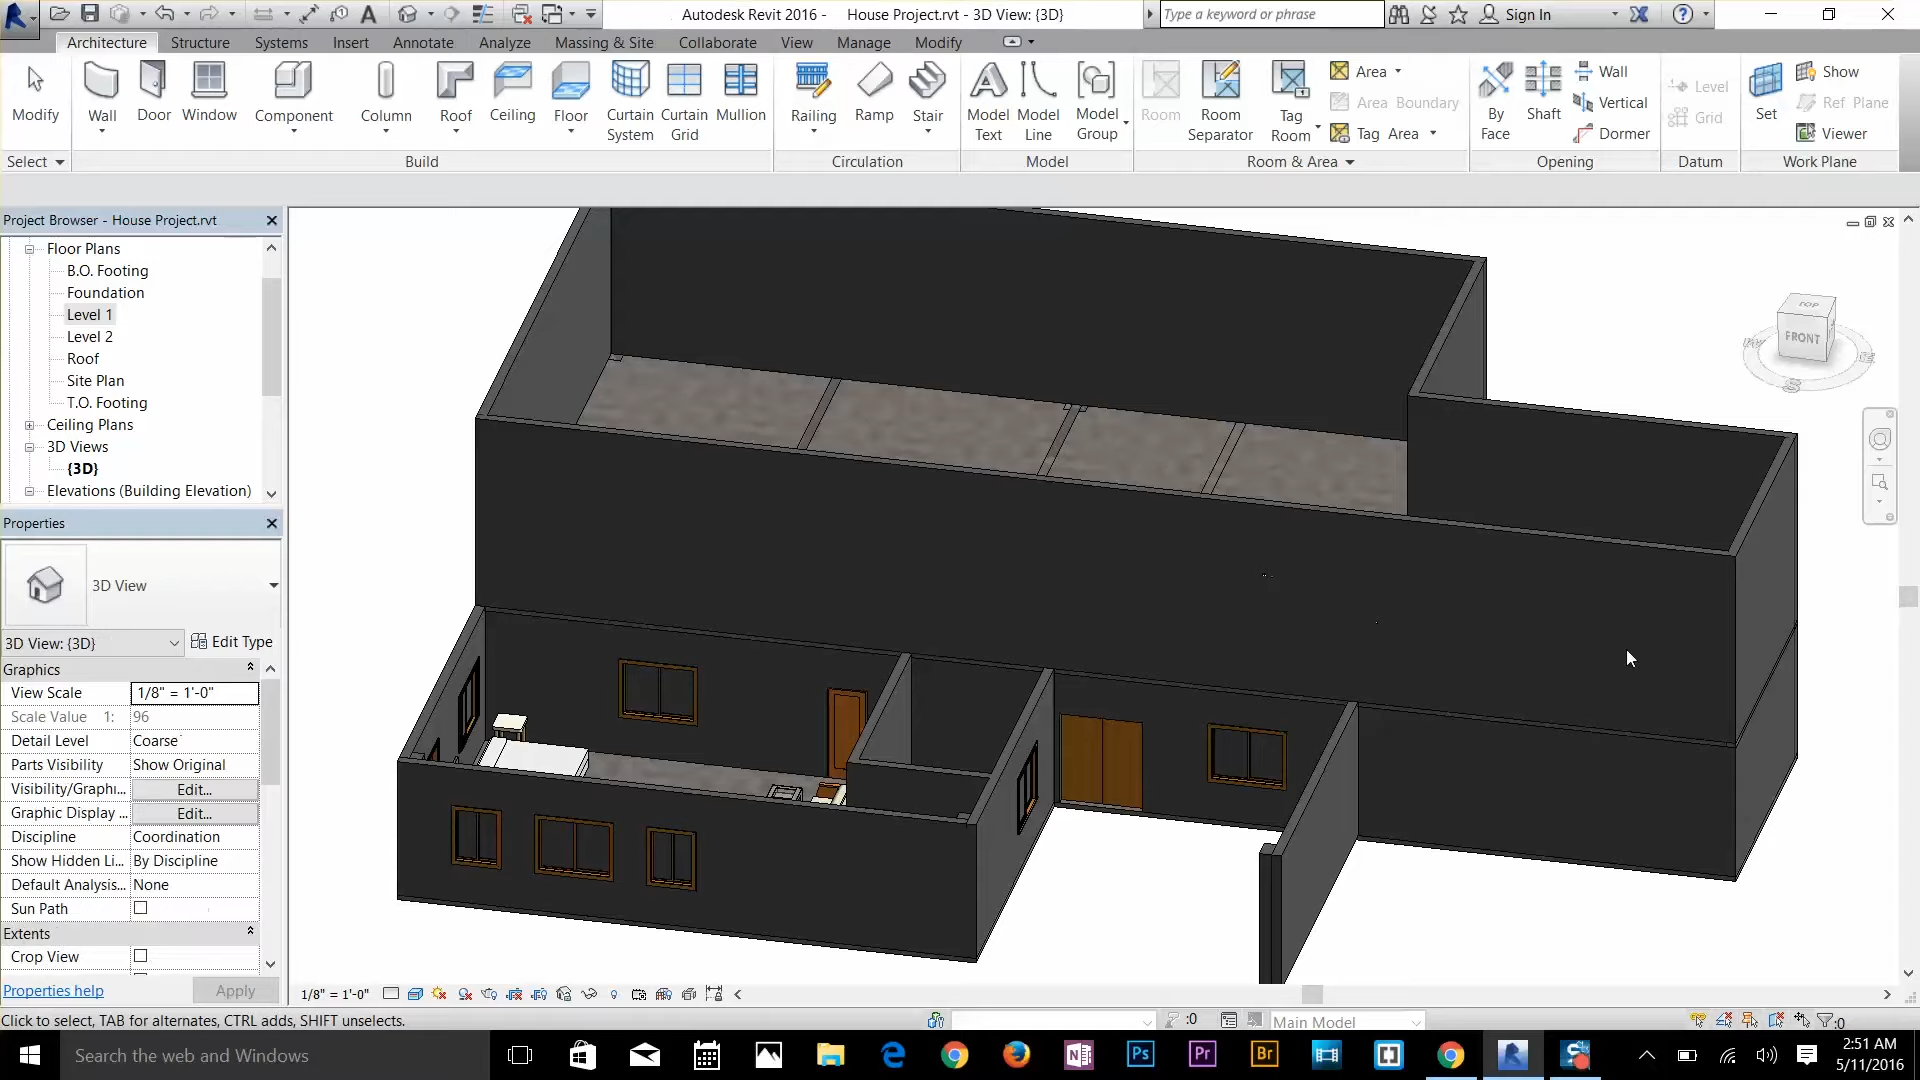 Autodesk Revit 2016 - House Project.rvt - 3D View: {3D}
Type a keyword or phrase
Sign In
Architecture Structure Systems Insert Annotate Analyze Massing & Site Collaborate View Manage Modify
Modify
Wall
Door
Window
Component
Column
Roof
Ceiling
Floor
Curtain System
Curtain Grid
Mullion
Railing
Ramp
Stair
Model Text
Model Line
Model Group
Room
Room Separator
Tag Room
Area
Area Boundary
Tag Area
By Face
Shaft
Wall
Vertical
Dormer
Level
Grid
Set
Show
Ref Plane
Viewer
Select Build Circulation Model Room & Area Opening Datum Work Plane
Project Browser - House Project.rvt
Floor Plans
B.O. Footing
Foundation
Level 1
Level 2
Roof
Site Plan
T.O. Footing
Ceiling Plans
3D Views
{3D}
Elevations (Building Elevation)
TOP
FRONT
S
Properties
3D View
3D View: {3D} Edit Type
Graphics
View Scale 1/8" = 1'-0"
Scale Value 1: 96
Detail Level Coarse
Parts Visibility Show Original
Visibility/Graphi... Edit...
Graphic Display ... Edit...
Discipline Coordination
Show Hidden Li... By Discipline
Default Analysis... None
Sun Path
Extents
Crop View
Properties help Apply
1/8" = 1'-0"
Click to select, TAB for alternates, CTRL adds, SHIFT unselects.
:0
Main Model
:0
Search the web and Windows
Ps
Pr
Br
2:51 AM
5/11/2016